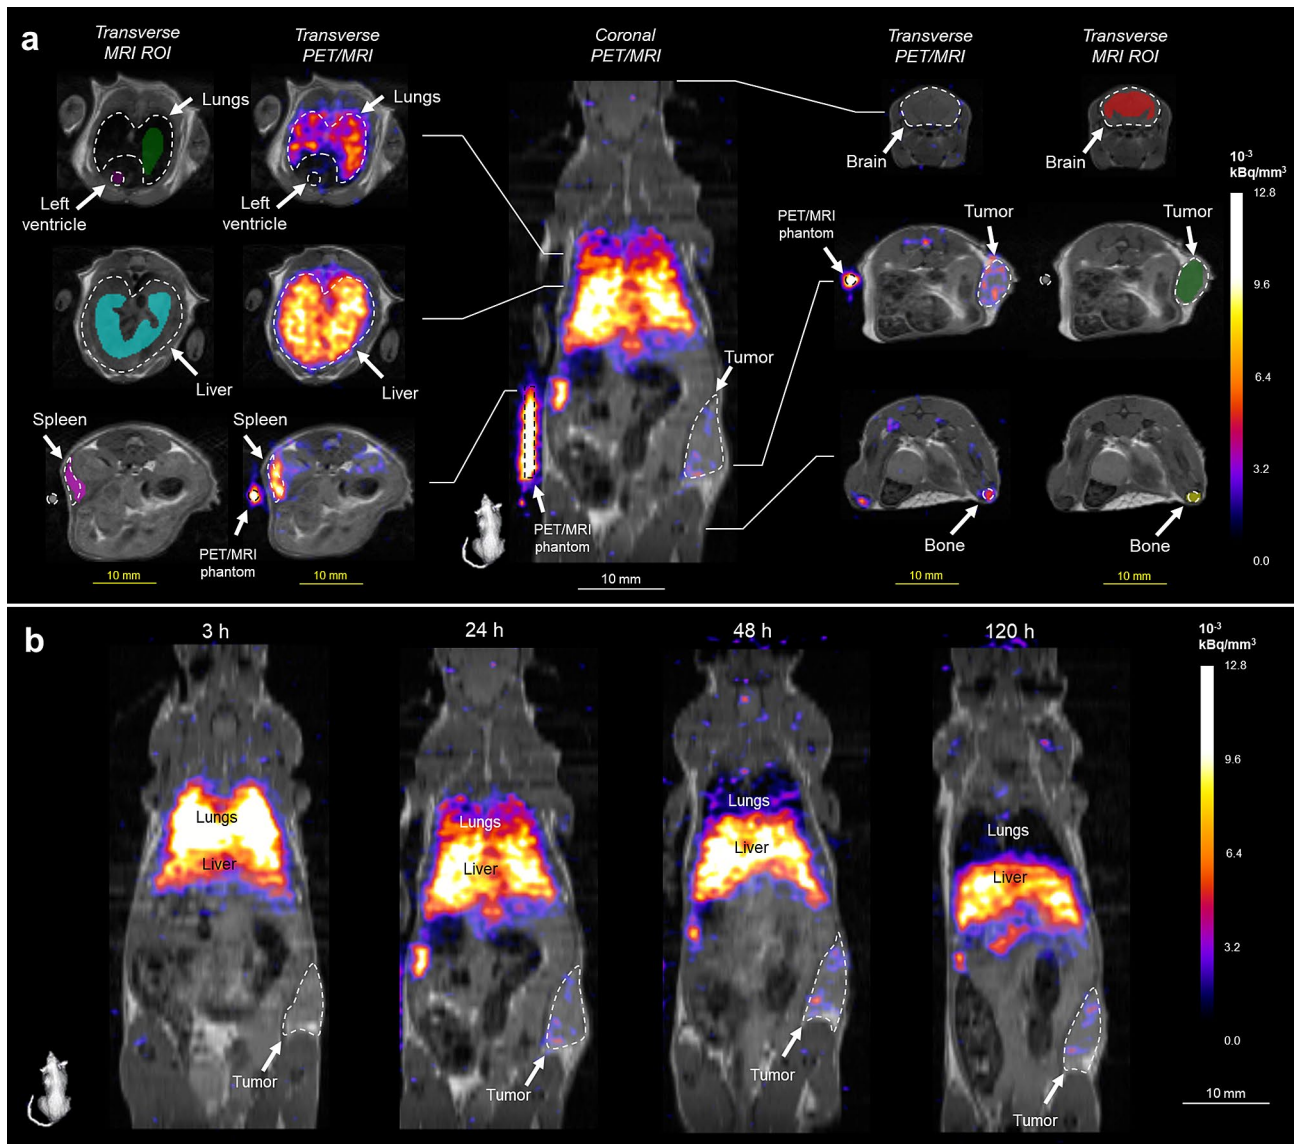 a
Transverse
MRI ROI
Transverse
PET/MRI
Coronal
PET/MRI
Transverse
PET/MRI
Transverse
MRI ROI
Lungs
Lungs
Left
ventricle
Left
ventricle
Brain
Brain
10-3
kBq/mm3
12.8
9.6
6.4
3.2
0.0
Liver
Liver
PET/MRI
phantom
Tumor
Tumor
Tumor
Spleen
Spleen
PET/MRI
phantom
PET/MRI
phantom
Bone
Bone
10 mm
10 mm
10 mm
10 mm
10 mm
b
3 h
24 h
48 h
120 h
10-3
kBq/mm3
12.8
9.6
6.4
3.2
0.0
Lungs
Liver
Tumor
Lungs
Liver
Tumor
Lungs
Liver
Tumor
Lungs
Liver
Tumor
10 mm